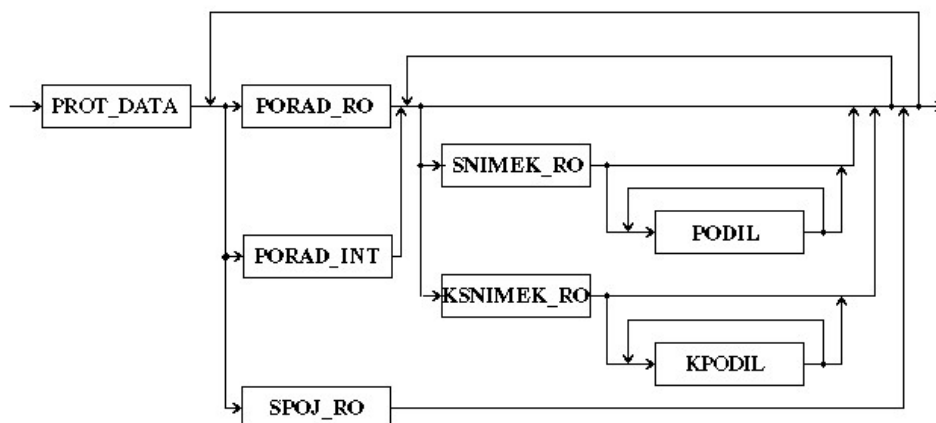 PROT_DATA
PORAD_RO
SNIMEK_RO
PODIL
PORAD_INT
KSNIMEK_RO
KPODIL
SPOJ_RO